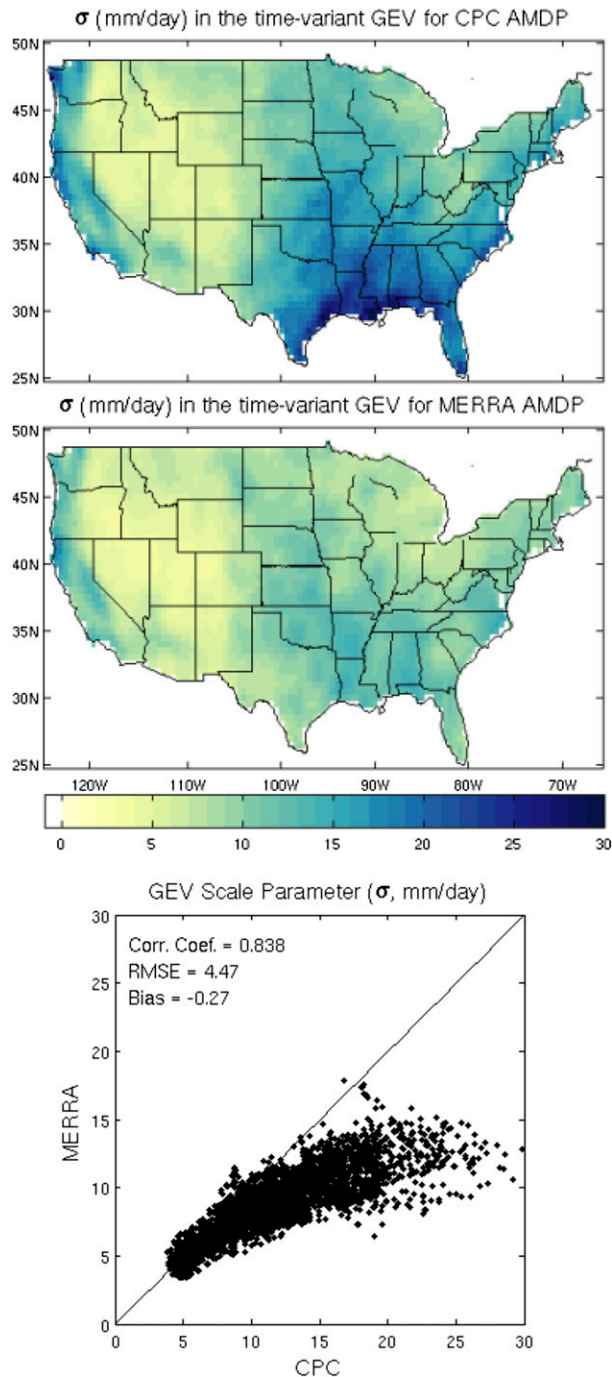 σ (mm/day) in the time-variant GEV for CPC AMDP
50N
45N
40N
35N
30N
25N
σ (mm/day) in the time-variant GEV for MERRA AMDP
50N
45N
40N
35N
30N
25N
120W 110W 100W 90W 80W 70W
0 5 10 15 20 25 30
GEV Scale Parameter (σ, mm/day)
30
25
20
15
10
5
0
Corr. Coef. = 0.838
RMSE = 4.47
Bias = -0.27
MERRA
0 5 10 15 20 25 30
CPC